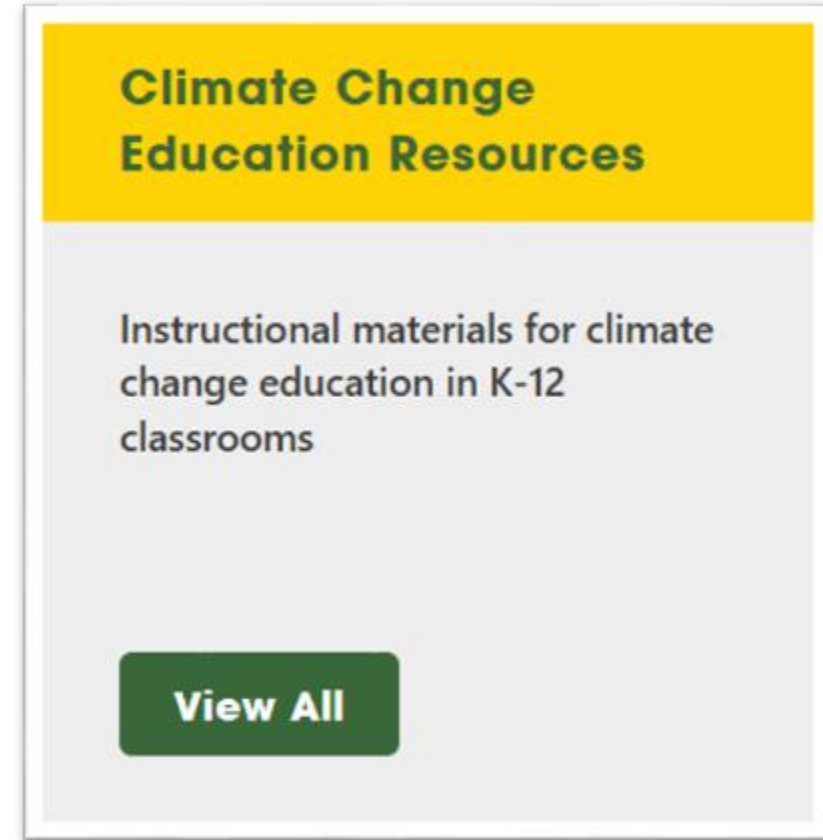 Climate Change
Education Resources
Instructional materials for climate
change education in K-12
classrooms
View All